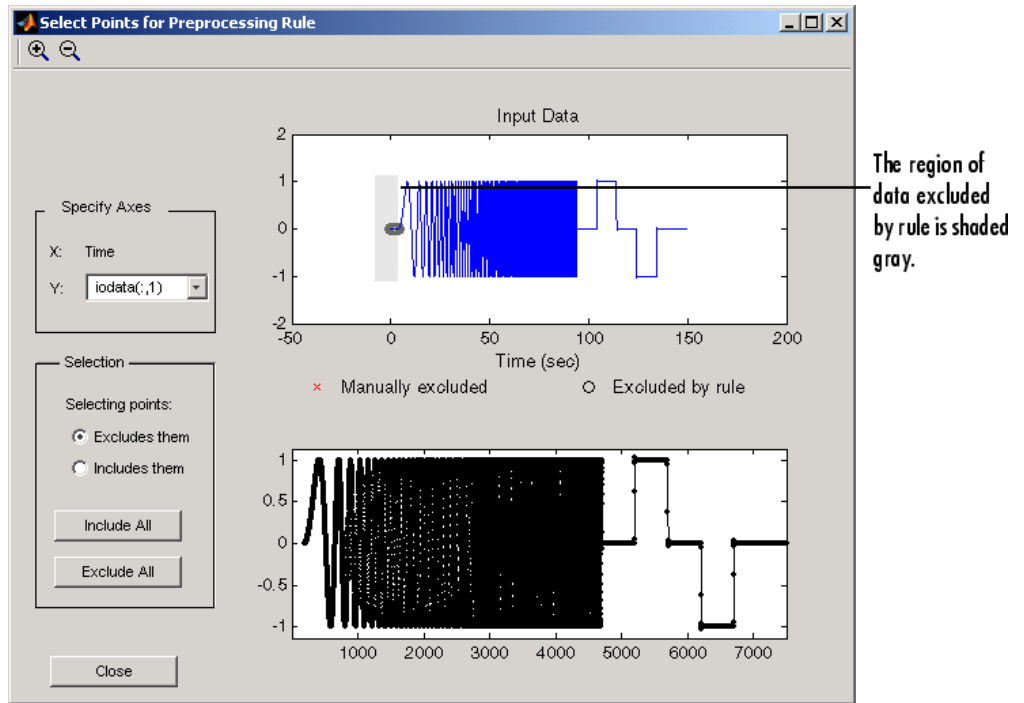 Select Points for Preprocessing Rule
Specify Axes
X: Time
Y: iodata(:,1)
Selection
Selecting points:
Excludes them
Includes them
Include All
Exclude All
Close
Input Data
2
1
0
-1
-2
-50 0 50 100 150 200
Time (sec)
× Manually excluded
O Excluded by rule
1
0.5
0
-0.5
-1
1000 2000 3000 4000 5000 6000 7000
The region of
data excluded
by rule is shaded
gray.